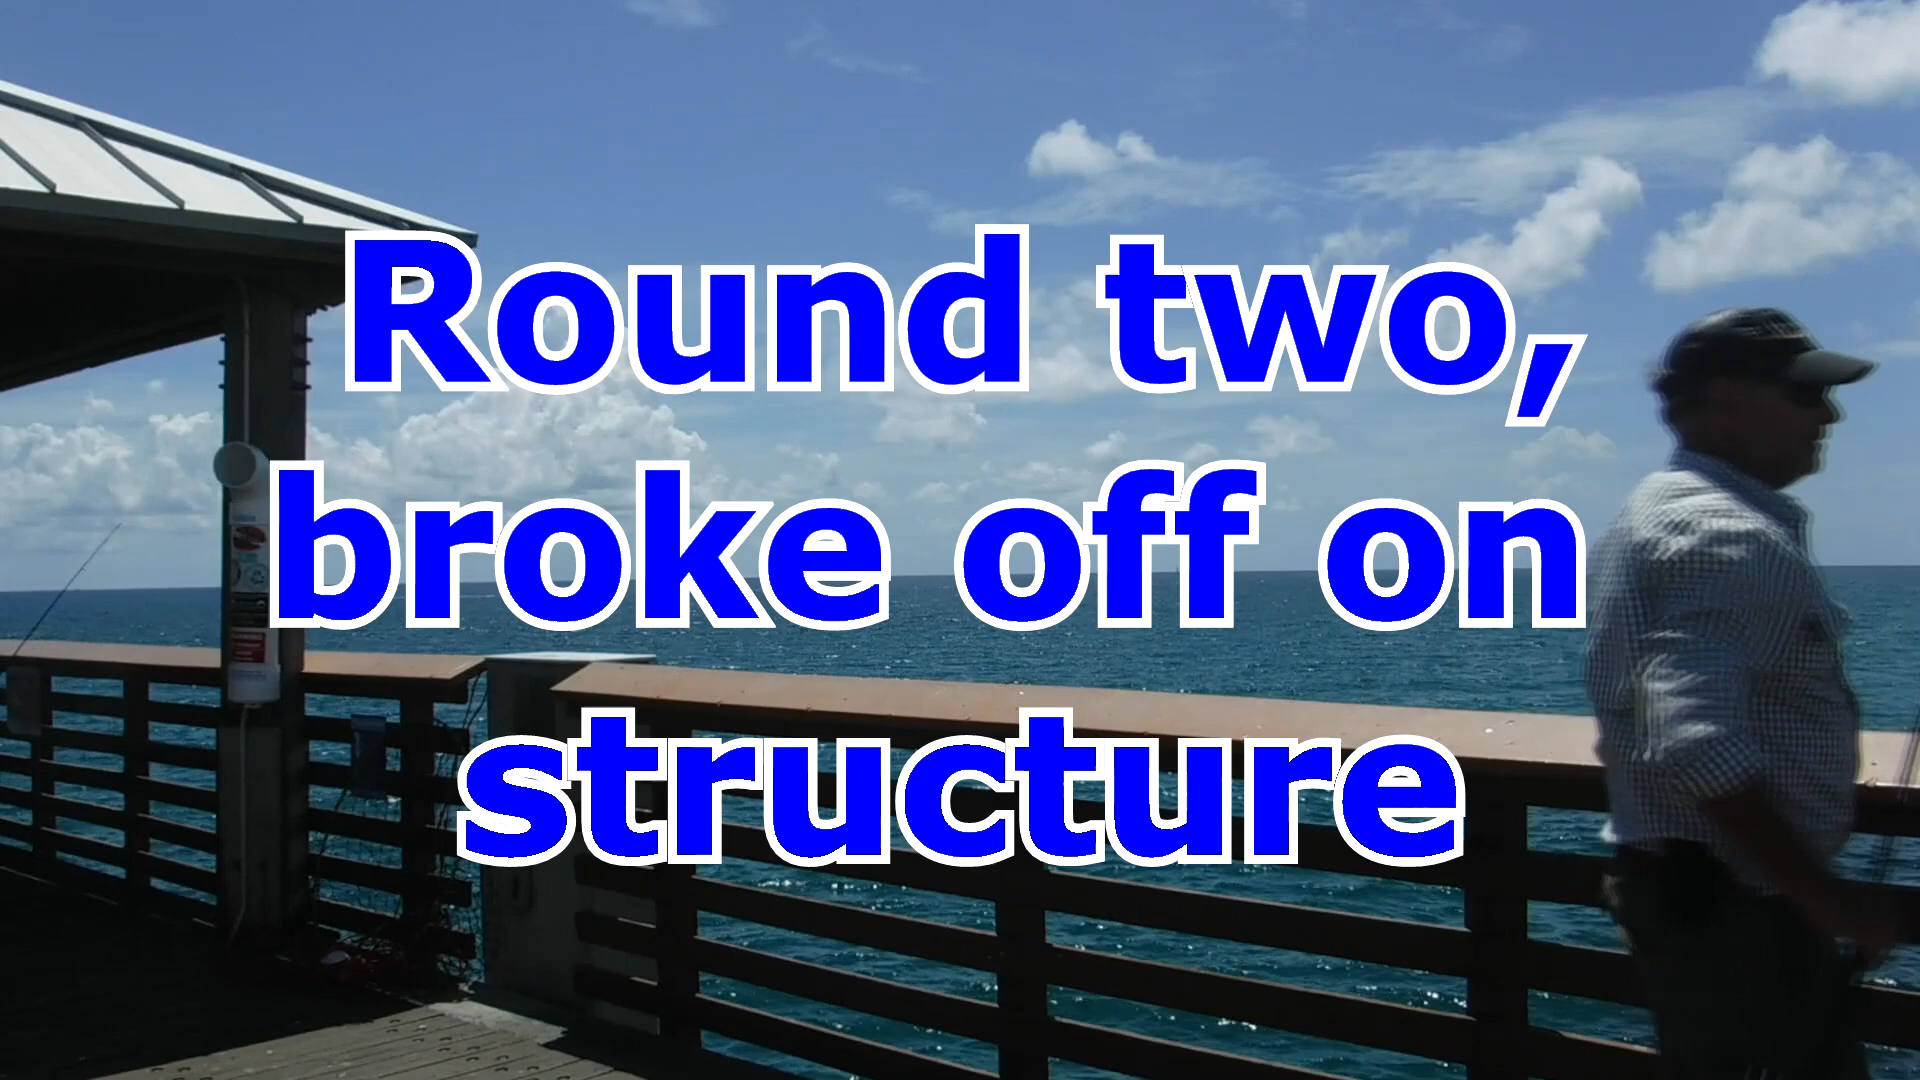 Round two,
broke off on
structure